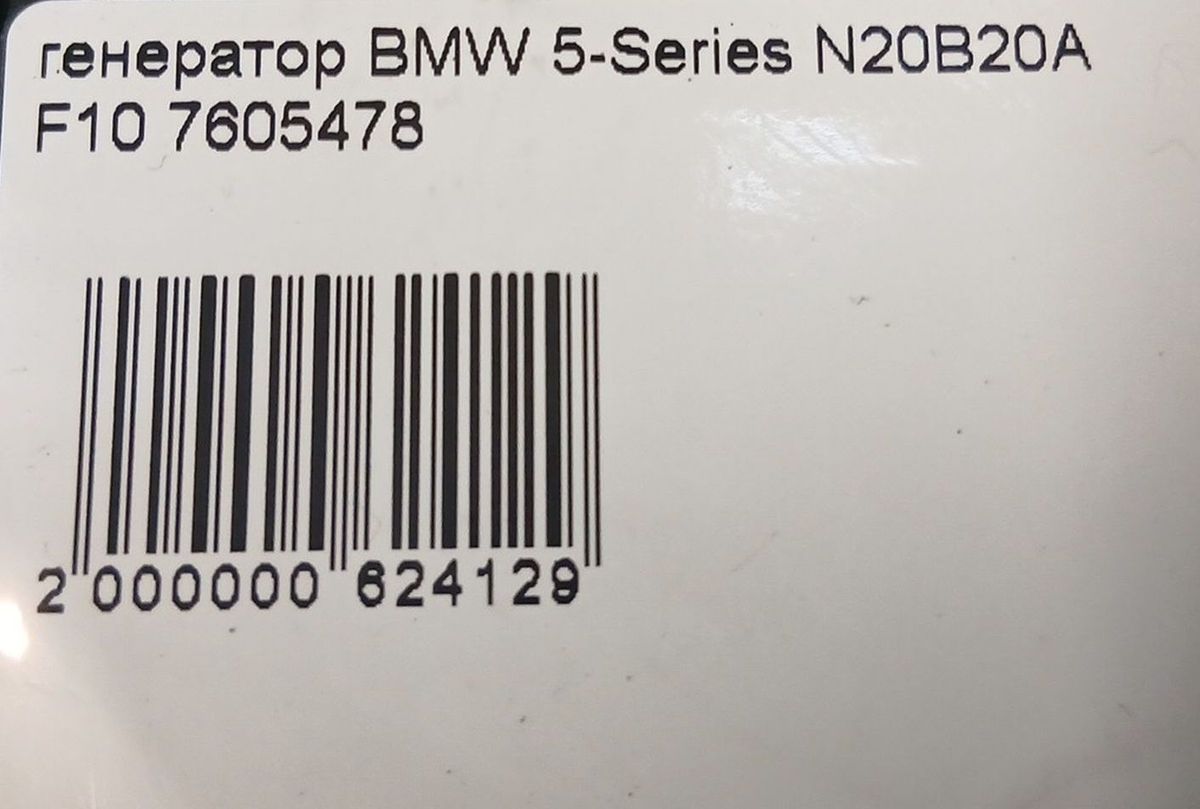 генератор BMW 5-Series N20B20A
F10 7605478
2 000000 624129